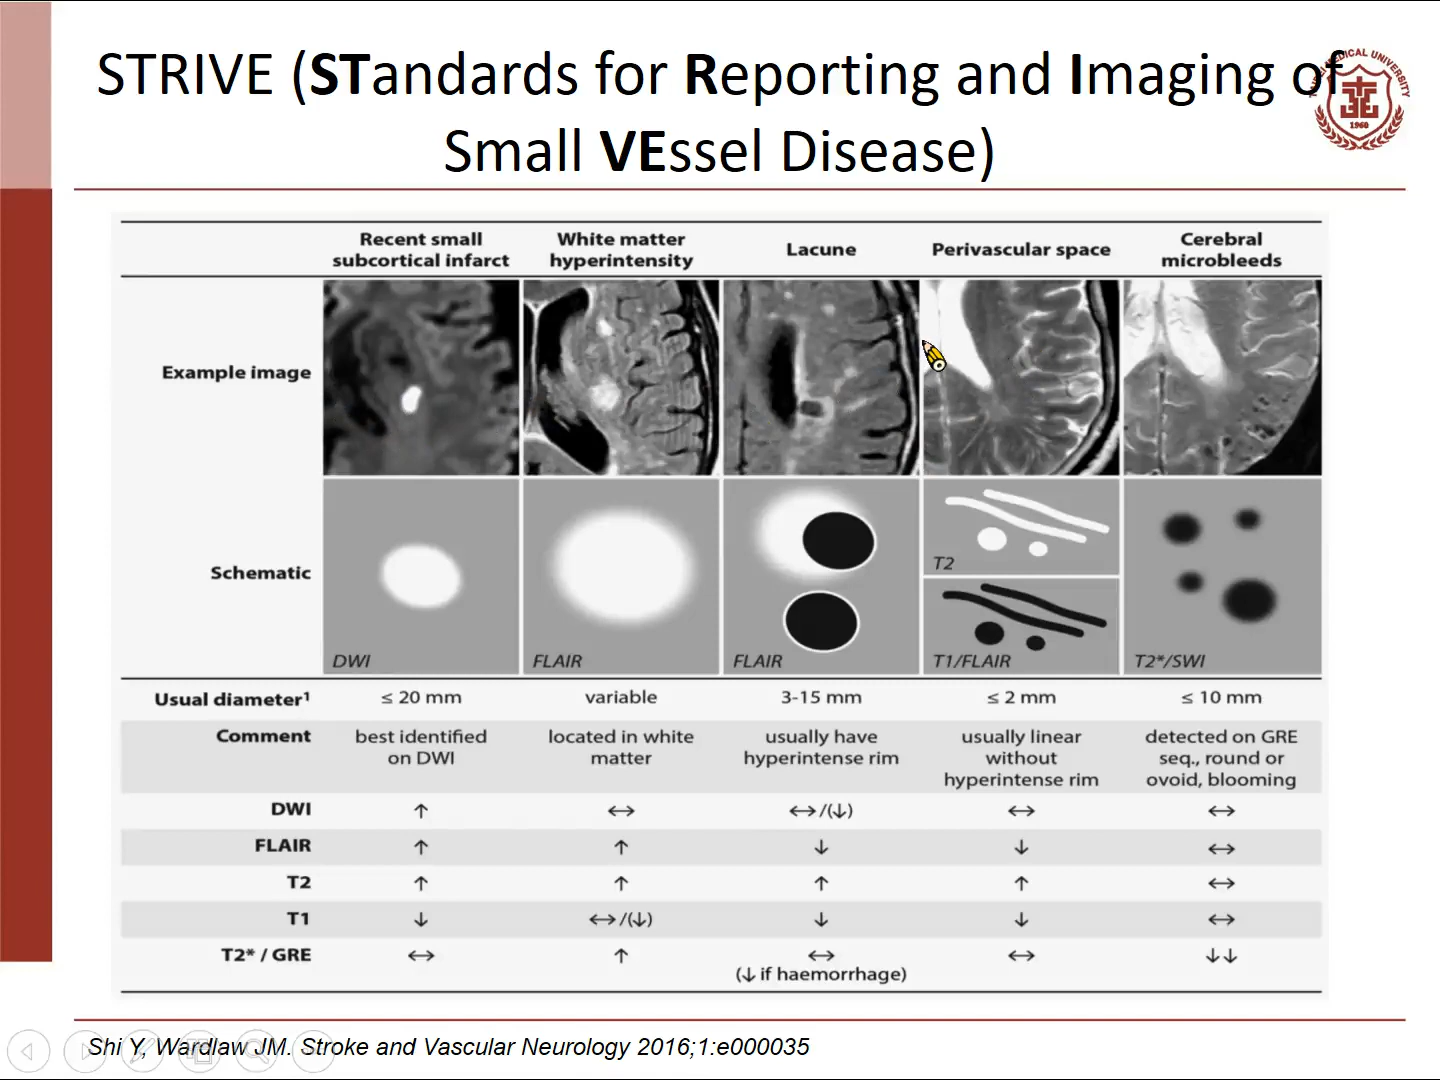 STRIVE (STandards for Reporting and Imaging of
Small VEssel Disease)
MEDICAL UNIVERSITY
1960
Recent small subcortical infarct
White matter hyperintensity
Lacune
Perivascular space
Cerebral microbleeds
Example image
Schematic
DWI
FLAIR
FLAIR
T2
T1/FLAIR
T2*/SWI
Usual diameter¹ ≤ 20 mm variable 3-15 mm ≤ 2 mm ≤ 10 mm
Comment
best identified on DWI
located in white matter
usually have hyperintense rim
usually linear without hyperintense rim
detected on GRE seq., round or ovoid, blooming
DWI ↑ ↔ ↔/(↓) ↔ ↔
FLAIR ↑ ↑ ↓ ↓ ↔
T2 ↑ ↑ ↑ ↑ ↔
T1 ↓ ↔/(↓) ↓ ↓ ↔
T2* / GRE ↔ ↑ ↔ ↔ ↓↓
(↓ if haemorrhage)
Shi Y, Wardlaw JM. Stroke and Vascular Neurology 2016;1:e000035